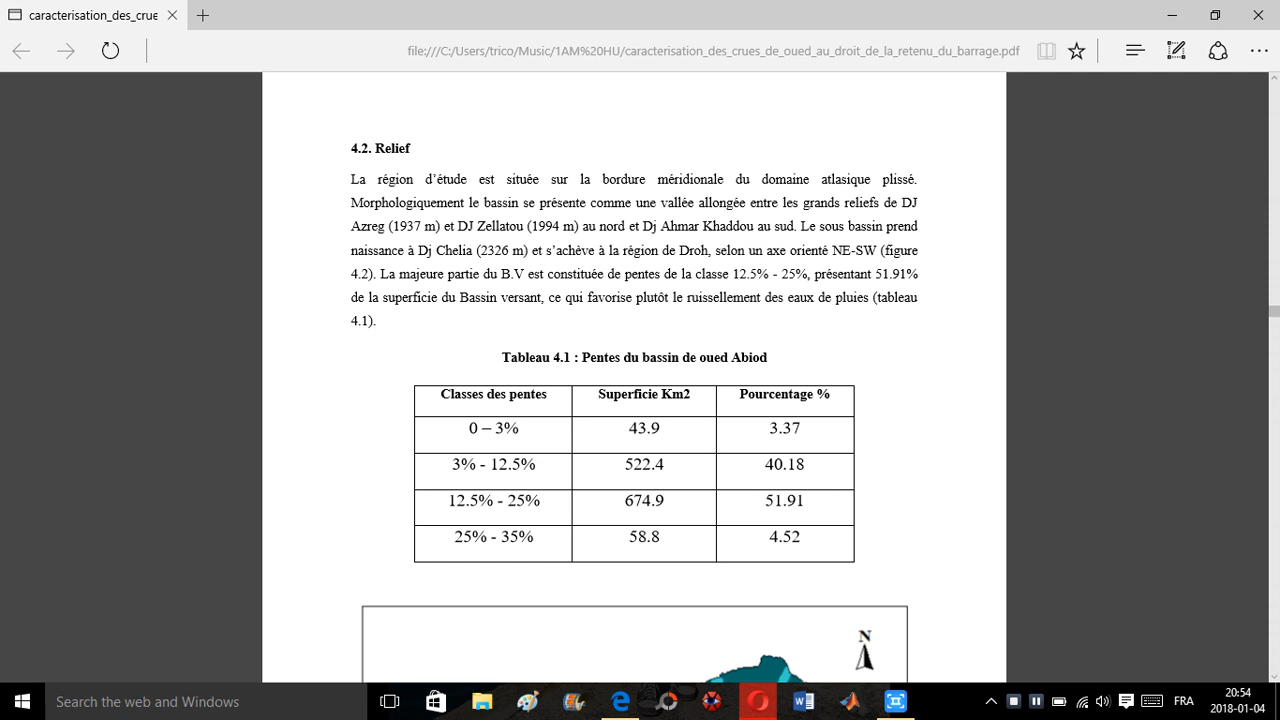 caracterisation_des_crue
file:///C:/Users/trico/Music/1AM%20HU/caracterisation_des_crues_de_oued_au_droit_de_la_retenu_du_barrage.pdf
4.2. Relief
La région d'étude est située sur la bordure méridionale du domaine atlasique plissé.
Morphologiquement le bassin se présente comme une vallée allongée entre les grands reliefs de DJ
Azreg (1937 m) et DJ Zellatou (1994 m) au nord et Dj Ahmar Khaddou au sud. Le sous bassin prend
naissance à Dj Chelia (2326 m) et s'achève à la région de Droh, selon un axe orienté NE-SW (figure
4.2). La majeure partie du B.V est constituée de pentes de la classe 12.5% - 25%, présentant 51.91%
de la superficie du Bassin versant, ce qui favorise plutôt le ruissellement des eaux de pluies (tableau
4.1).
Tableau 4.1 : Pentes du bassin de oued Abiod
Classes des pentes Superficie Km2 Pourcentage %
0 – 3% 43.9 3.37
3% - 12.5% 522.4 40.18
12.5% - 25% 674.9 51.91
25% - 35% 58.8 4.52
N
Search the web and Windows
FRA
20:54
2018-01-04